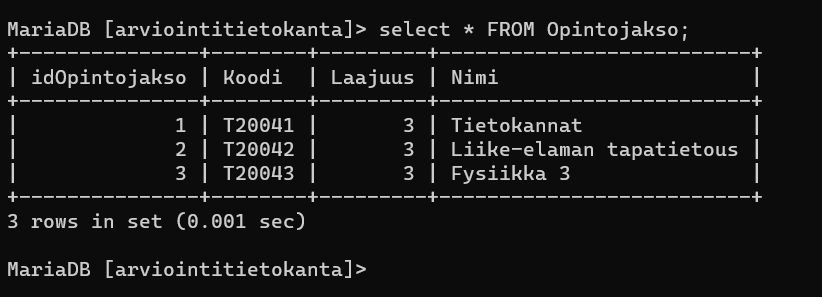 MariaDB [arviointitietokanta]> select * FROM Opintojakso;
+-------------+--------+---------+------------------------+
| idOpintojakso | Koodi  | Laajuus | Nimi                     |
+-------------+--------+---------+------------------------+
|             1 | T20041 |       3 | Tietokannat              |
|             2 | T20042 |       3 | Liike-elaman tapatietous |
|             3 | T20043 |       3 | Fysiikka 3               |
+-------------+--------+---------+------------------------+
3 rows in set (0.001 sec)
MariaDB [arviointitietokanta]>